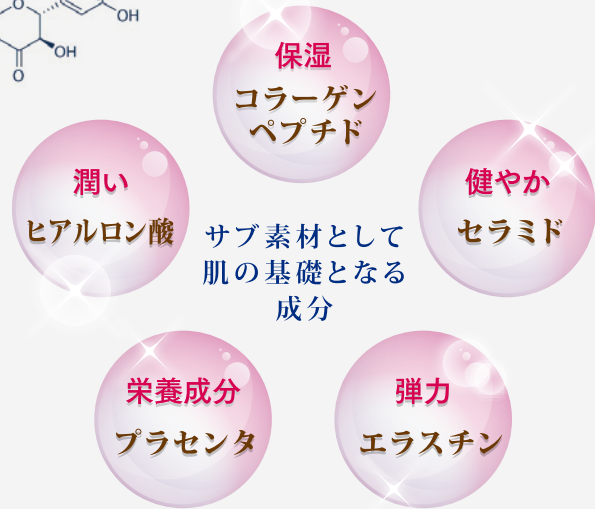 OH
O
OH
O
保湿
コラーゲン
ペプチド
潤い
ヒアルロン酸
健やか
セラミド
サブ素材として
肌の基礎となる
成分
栄養成分
プラセンタ
弾力
エラスチン